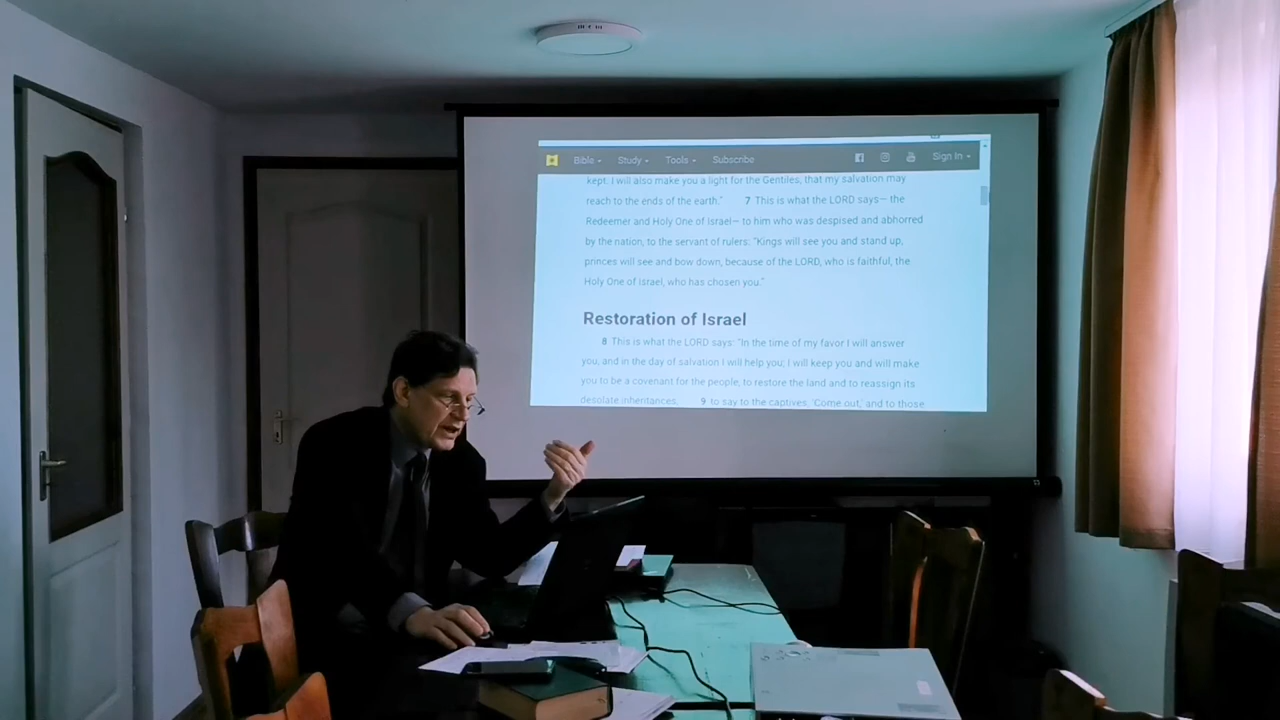 Bible Study Tools Subscribe Sign In
kept. I will also make you a light for the Gentiles, that my salvation may
reach to the ends of the earth." 7 This is what the LORD says— the
Redeemer and Holy One of Israel— to him who was despised and abhorred
by the nation, to the servant of rulers: "Kings will see you and stand up,
princes will see and bow down, because of the LORD, who is faithful, the
Holy One of Israel, who has chosen you."
Restoration of Israel
8 This is what the LORD says: "In the time of my favor I will answer
you, and in the day of salvation I will help you; I will keep you and will make
you to be a covenant for the people, to restore the land and to reassign its
desolate inheritances, 9 to say to the captives, 'Come out,' and to those